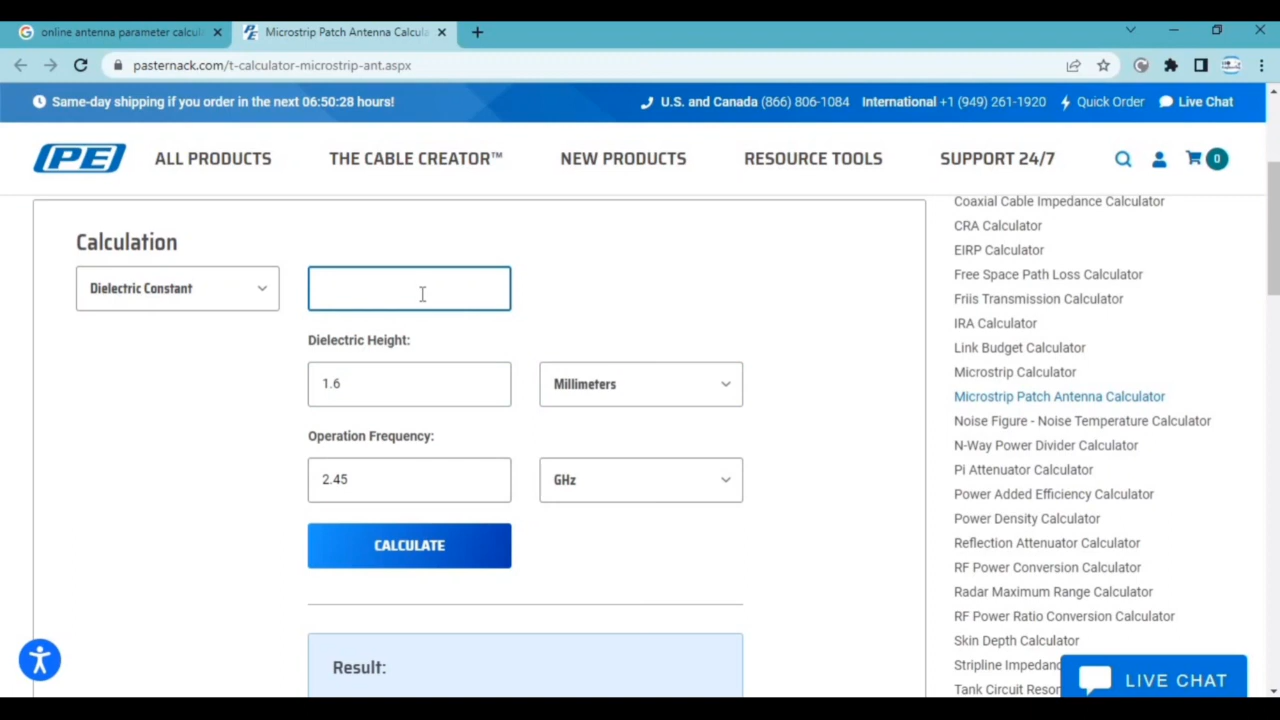 online antenna parameter calcul
Microstrip Patch Antenna Calcula
pasternack.com/t-calculator-microstrip-ant.aspx
Same-day shipping if you order in the next 06:50:28 hours!
U.S. and Canada (866) 806-1084 International +1 (949) 261-1920 Quick Order Live Chat
PE
ALL PRODUCTS THE CABLE CREATOR™ NEW PRODUCTS RESOURCE TOOLS SUPPORT 24/7 0
Calculation
Dielectric Constant
Dielectric Height:
1.6 Millimeters
Operation Frequency:
2.45 GHz
CALCULATE
Result:
Coaxial Cable Impedance Calculator
CRA Calculator
EIRP Calculator
Free Space Path Loss Calculator
Friis Transmission Calculator
IRA Calculator
Link Budget Calculator
Microstrip Calculator
Microstrip Patch Antenna Calculator
Noise Figure - Noise Temperature Calculator
N-Way Power Divider Calculator
Pi Attenuator Calculator
Power Added Efficiency Calculator
Power Density Calculator
Reflection Attenuator Calculator
RF Power Conversion Calculator
Radar Maximum Range Calculator
RF Power Ratio Conversion Calculator
Skin Depth Calculator
Stripline Impedanc
Tank Circuit Resor
LIVE CHAT